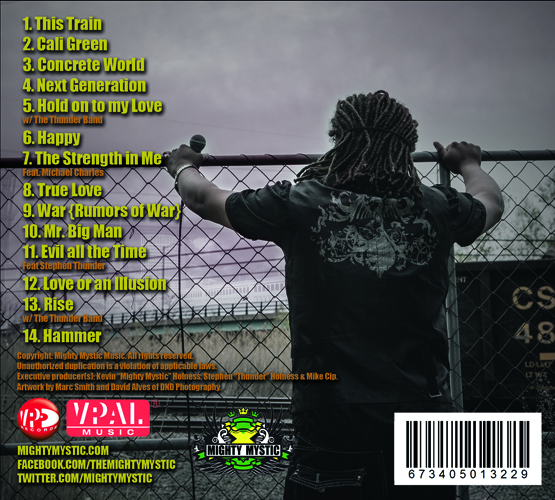 1. This Train
2. Cali Green
3. Concrete World
4. Next Generation
5. Hold on to my Love
w/ The Thunder Band
6. Happy
7. The Strength in Me
Feat. Michael Charles
8. True Love
9. War {Rumors of War}
10. Mr. Big Man
11. Evil all the Time
Feat Stephen Thunder
12. Love or an Illusion
13. Rise
w/ The Thunder Band
14. Hammer
Copyright: Mighty Mystic Music. All rights reserved.
Unauthorized duplication is a violation of applicable laws.
Executive producer(s): Kevin "Mighty Mystic" Holness, Stephen "Thunder" Holness & Mike Cip.
Artwork by Marc Smith and David Alves of DND Photography
VPAL
MUSIC
MIGHTY MYSTIC
MIGHTYMYSTIC.COM
FACEBOOK.COM/THEMIGHTYMYSTIC
TWITTER.COM/MIGHTYMYSTIC
CS
48
6 73405 01322 9